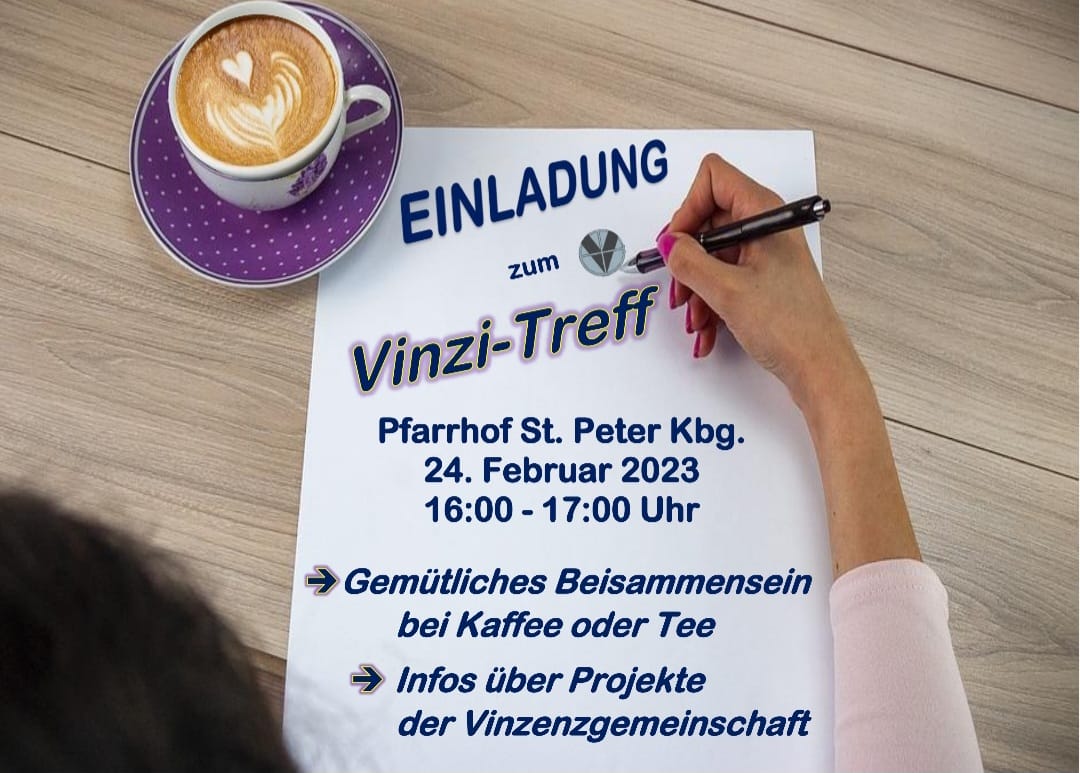 EINLADUNG
zum
Vinzi-Treff
Pfarrhof St. Peter Kbg.
24. Februar 2023
16:00 - 17:00 Uhr
➔ Gemütliches Beisammensein
bei Kaffee oder Tee
➔ Infos über Projekte
der Vinzenzgemeinschaft